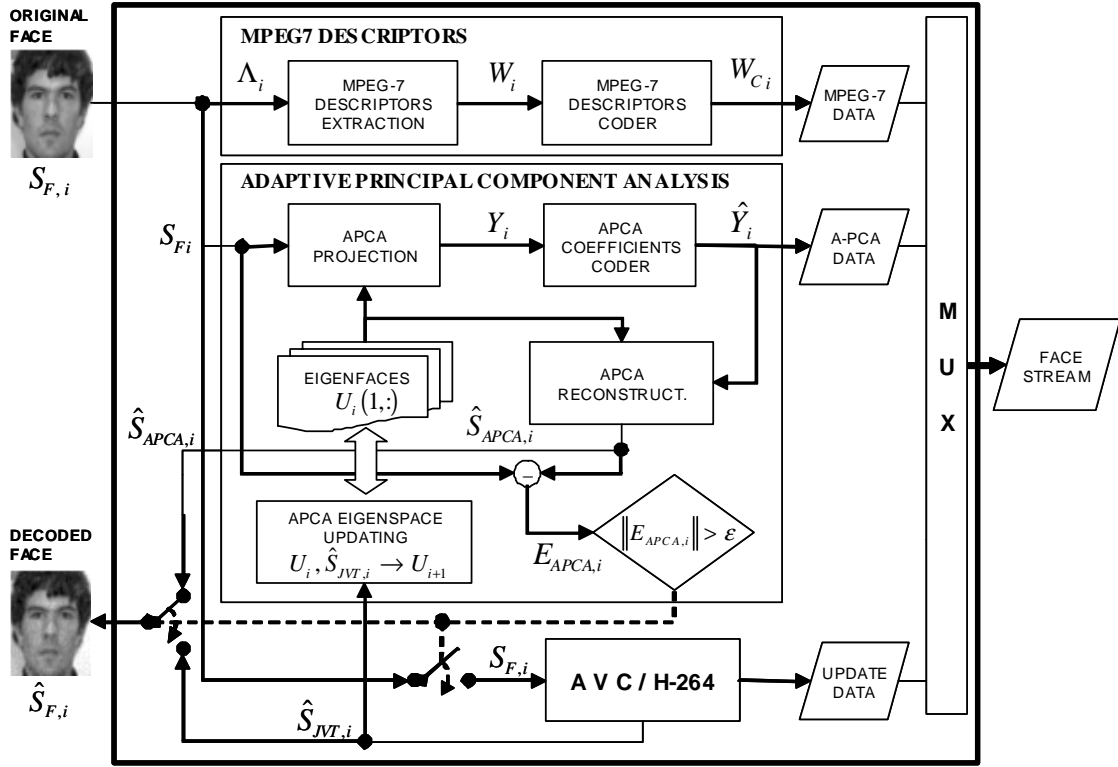 ORIGINAL
FACE
S_{F,i}
MPEG7 DESCRIPTORS
Λ_i
MPEG-7
DESCRIPTORS
EXTRACTION
W_i
MPEG-7
DESCRIPTORS
CODER
W_{C i}
MPEG-7
DATA
ADAPTIVE PRINCIPAL COMPONENT ANALYSIS
S_{Fi}
APCA
PROJECTION
Y_i
APCA
COEFFICIENTS
CODER
Ŷ_i
A-PCA
DATA
M
U
X
FACE
STREAM
EIGENFACES
U_i(1,:)
APCA
RECONSTRUCT.
Ŝ_{APCA,i}
Ŝ_{APCA,i}
−
APCA EIGENSPACE
UPDATING
U_i, Ŝ_{JVT,i} → U_{i+1}
E_{APCA,i}
‖E_{APCA,i}‖ > ε
DECODED
FACE
Ŝ_{F,i}
S_{F,i}
AVC/H-264
UPDATE
DATA
Ŝ_{JVT,i}